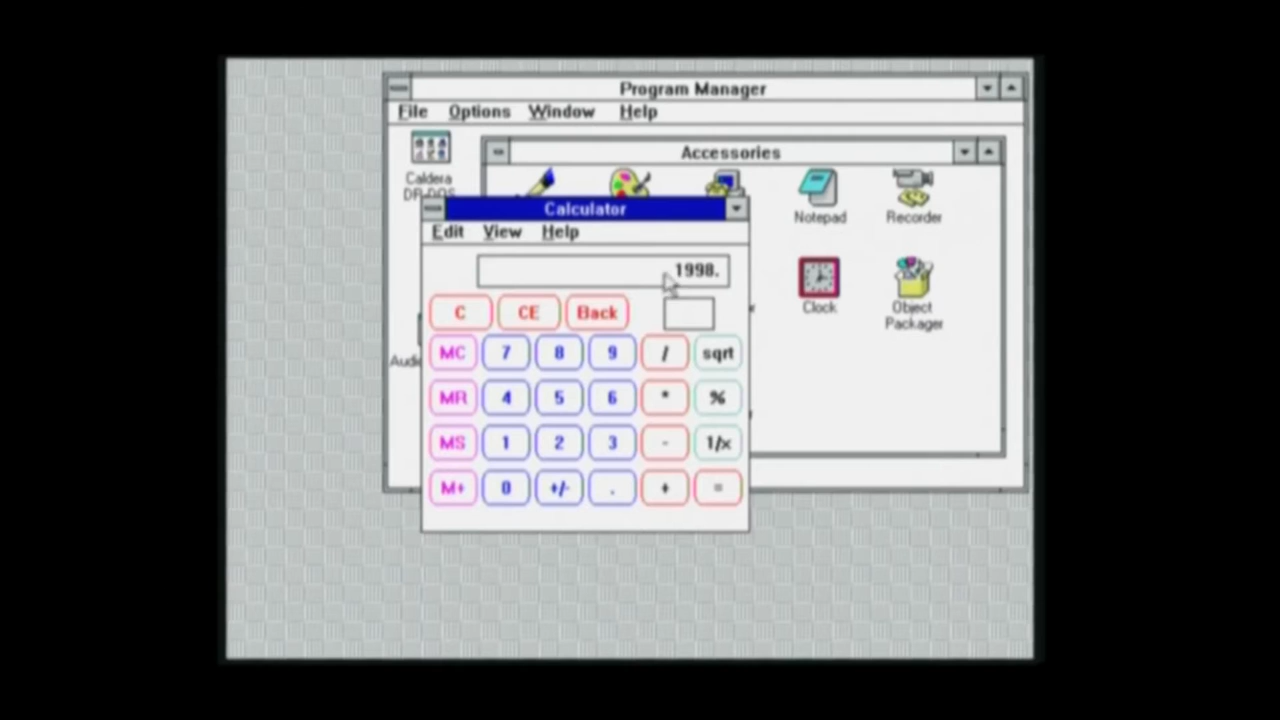 Program Manager
File Options Window Help
Accessories
Caldera
DR-DOS
Notepad
Recorder
Clock
Object
Packager
Calculator
Edit View Help
1998.
C CE Back
MC 7 8 9 / sqrt
MR 4 5 6 * %
MS 1 2 3 - 1/x
M+ 0 +/- . + =